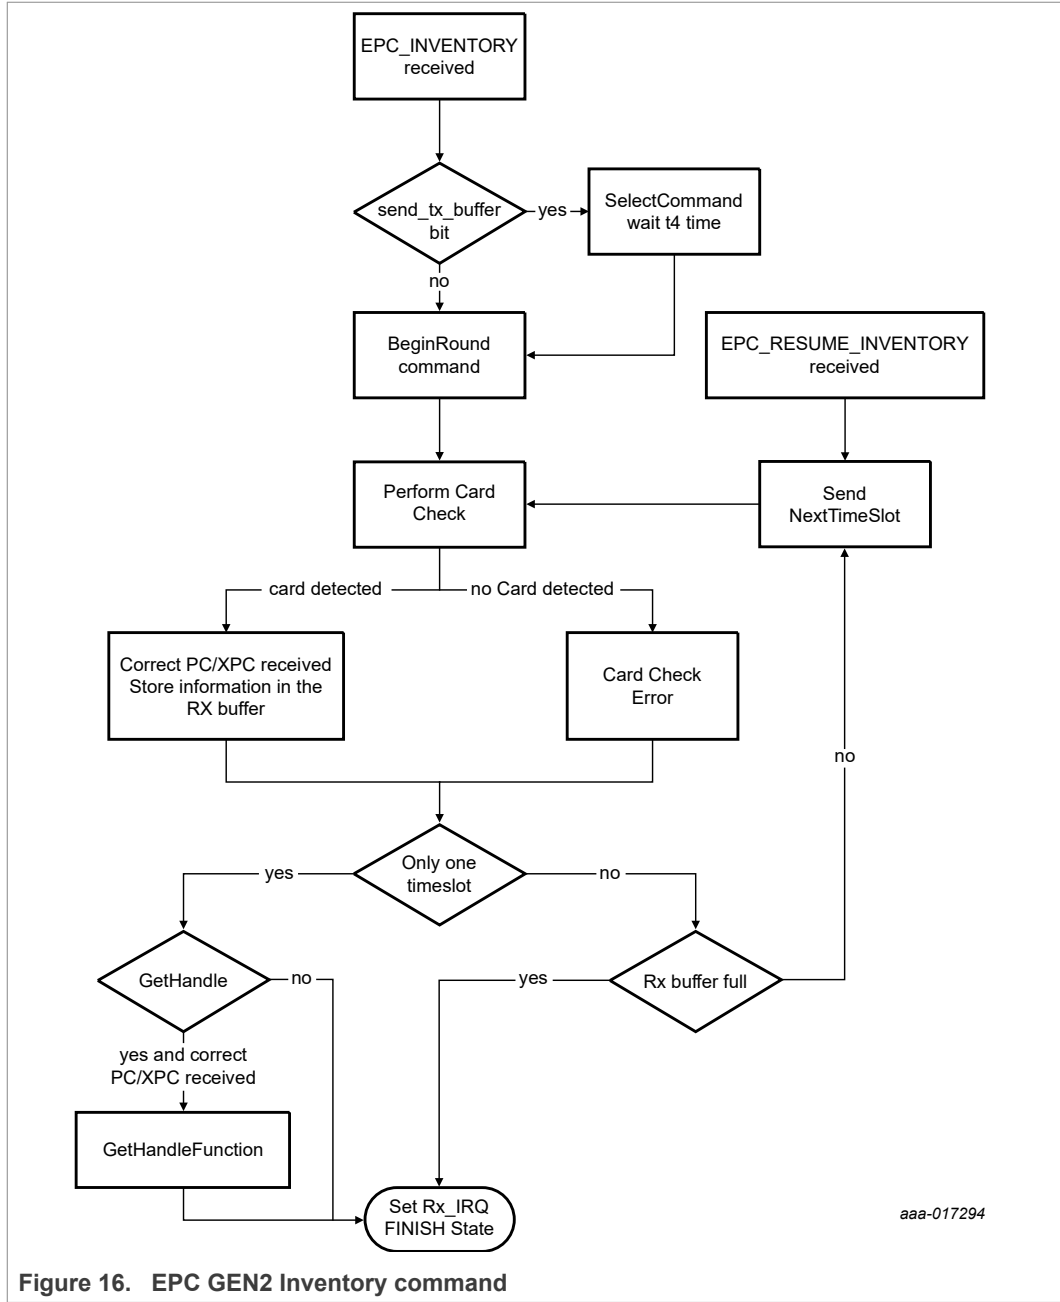 EPC_INVENTORY
received
send_tx_buffer
bit
yes
SelectCommand
wait t4 time
no
BeginRound
command
EPC_RESUME_INVENTORY
received
Perform Card
Check
Send
NextTimeSlot
card detected
no Card detected
Correct PC/XPC received
Store information in the
RX buffer
Card Check
Error
no
Only one
timeslot
yes
no
GetHandle
no
yes
Rx buffer full
yes and correct
PC/XPC received
GetHandleFunction
Set Rx_IRQ
FINISH State
aaa-017294
Figure 16. EPC GEN2 Inventory command